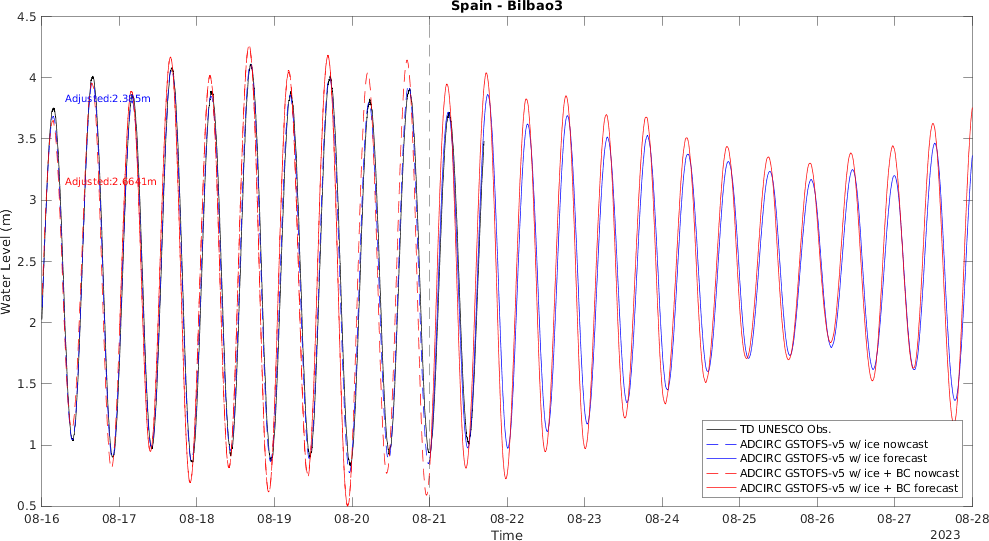 Spain - Bilbao3
Water Level (m)
4.5
4
3.5
3
2.5
2
1.5
1
0.5
Adjusted:2.385m
Adjusted:2.6641m
TD UNESCO Obs.
ADCIRC GSTOFS-v5 w/ ice nowcast
ADCIRC GSTOFS-v5 w/ ice forecast
ADCIRC GSTOFS-v5 w/ ice + BC nowcast
ADCIRC GSTOFS-v5 w/ ice + BC forecast
08-16 08-17 08-18 08-19 08-20 08-21 08-22 08-23 08-24 08-25 08-26 08-27 08-28
Time
2023